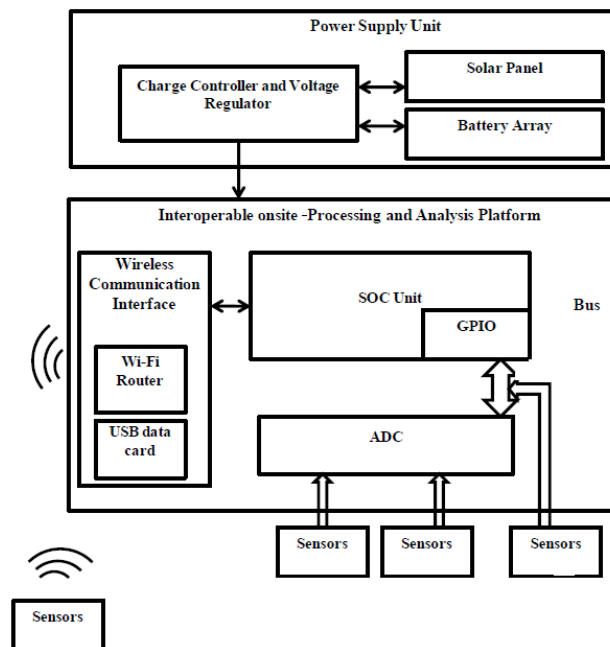 Power Supply Unit
Charge Controller and Voltage
Regulator
Solar Panel
Battery Array
Interoperable onsite -Processing and Analysis Platform
Wireless
Communication
Interface
SOC Unit
Bus
GPIO
Wi-Fi
Router
USB data
card
ADC
Sensors
Sensors
Sensors
Sensors